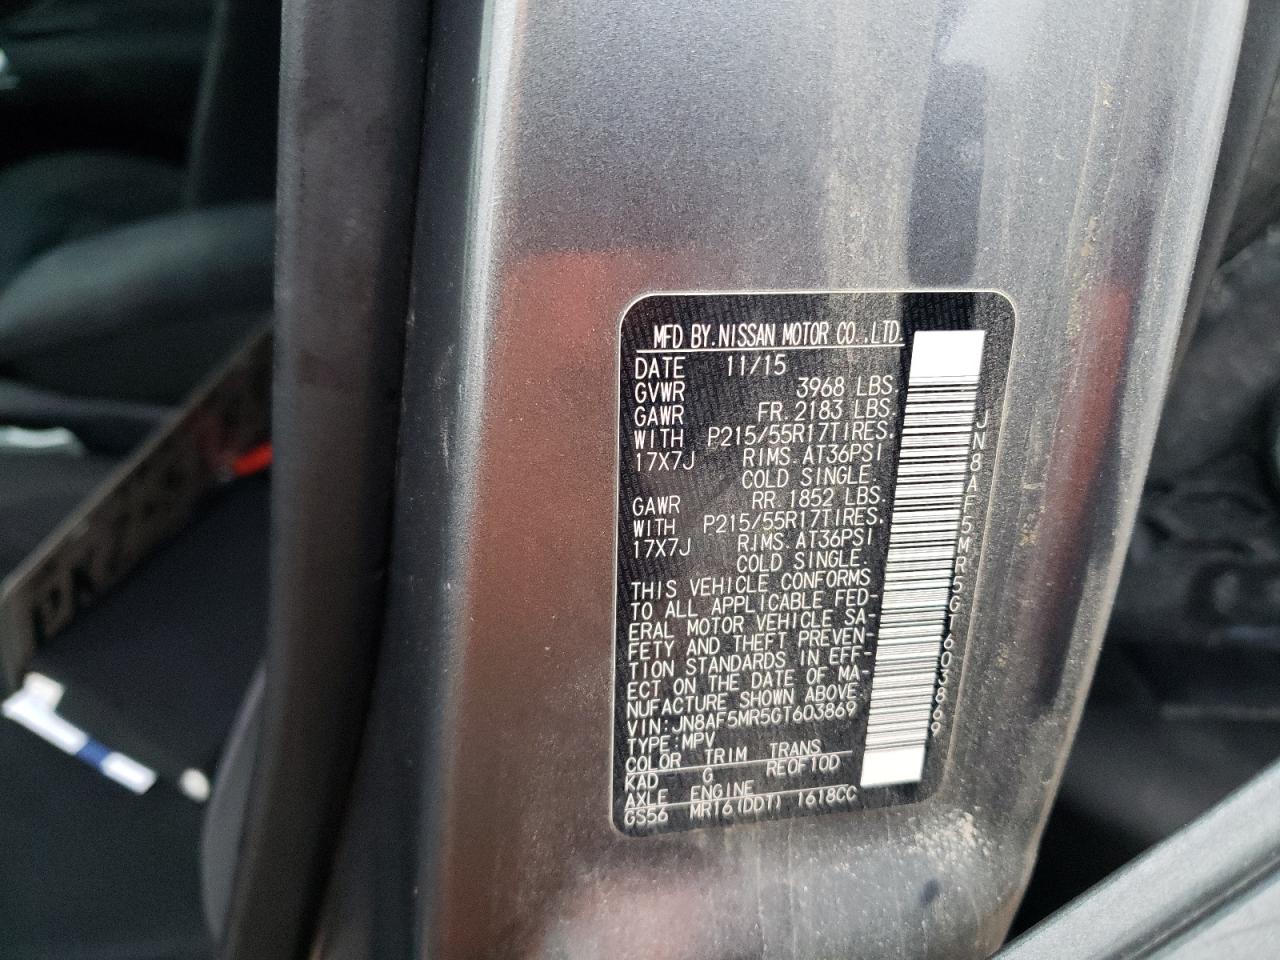 MFD BY. NISSAN MOTOR CO., LTD.
DATE 11/15
GVWR 3968 LBS.
GAWR FR. 2183 LBS.
WITH P215/55R17TIRES.
17X7J RIMS. AT36PSI
COLD SINGLE.
GAWR RR. 1852 LBS.
WITH P215/55R17TIRES.
17X7J RIMS. AT36PSI
COLD SINGLE.
THIS VEHICLE CONFORMS
TO ALL APPLICABLE FED-
ERAL MOTOR VEHICLE SA-
FETY AND THEFT PREVEN-
TION STANDARDS IN EFF-
ECT ON THE DATE OF MA-
NUFACTURE SHOWN ABOVE.
VIN:JN8AF5MR5GT603869
TYPE:MPV
COLOR TRIM TRANS
KAD G REOF10D
AXLE ENGINE
GS56 MR16(DDT) 1618CC
JN8AF5MR5GT603869